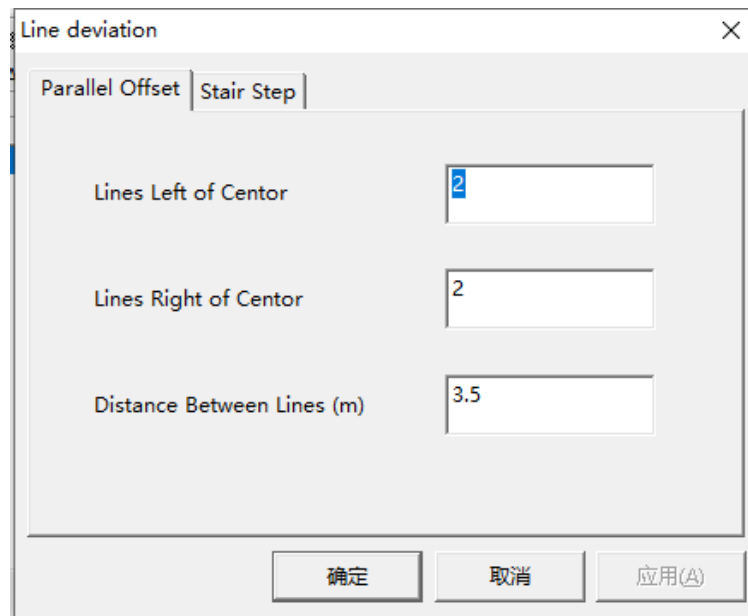 Line deviation
Parallel Offset
Stair Step
Lines Left of Centor
2
Lines Right of Centor
2
Distance Between Lines (m)
3.5
确定
取消
应用(A)